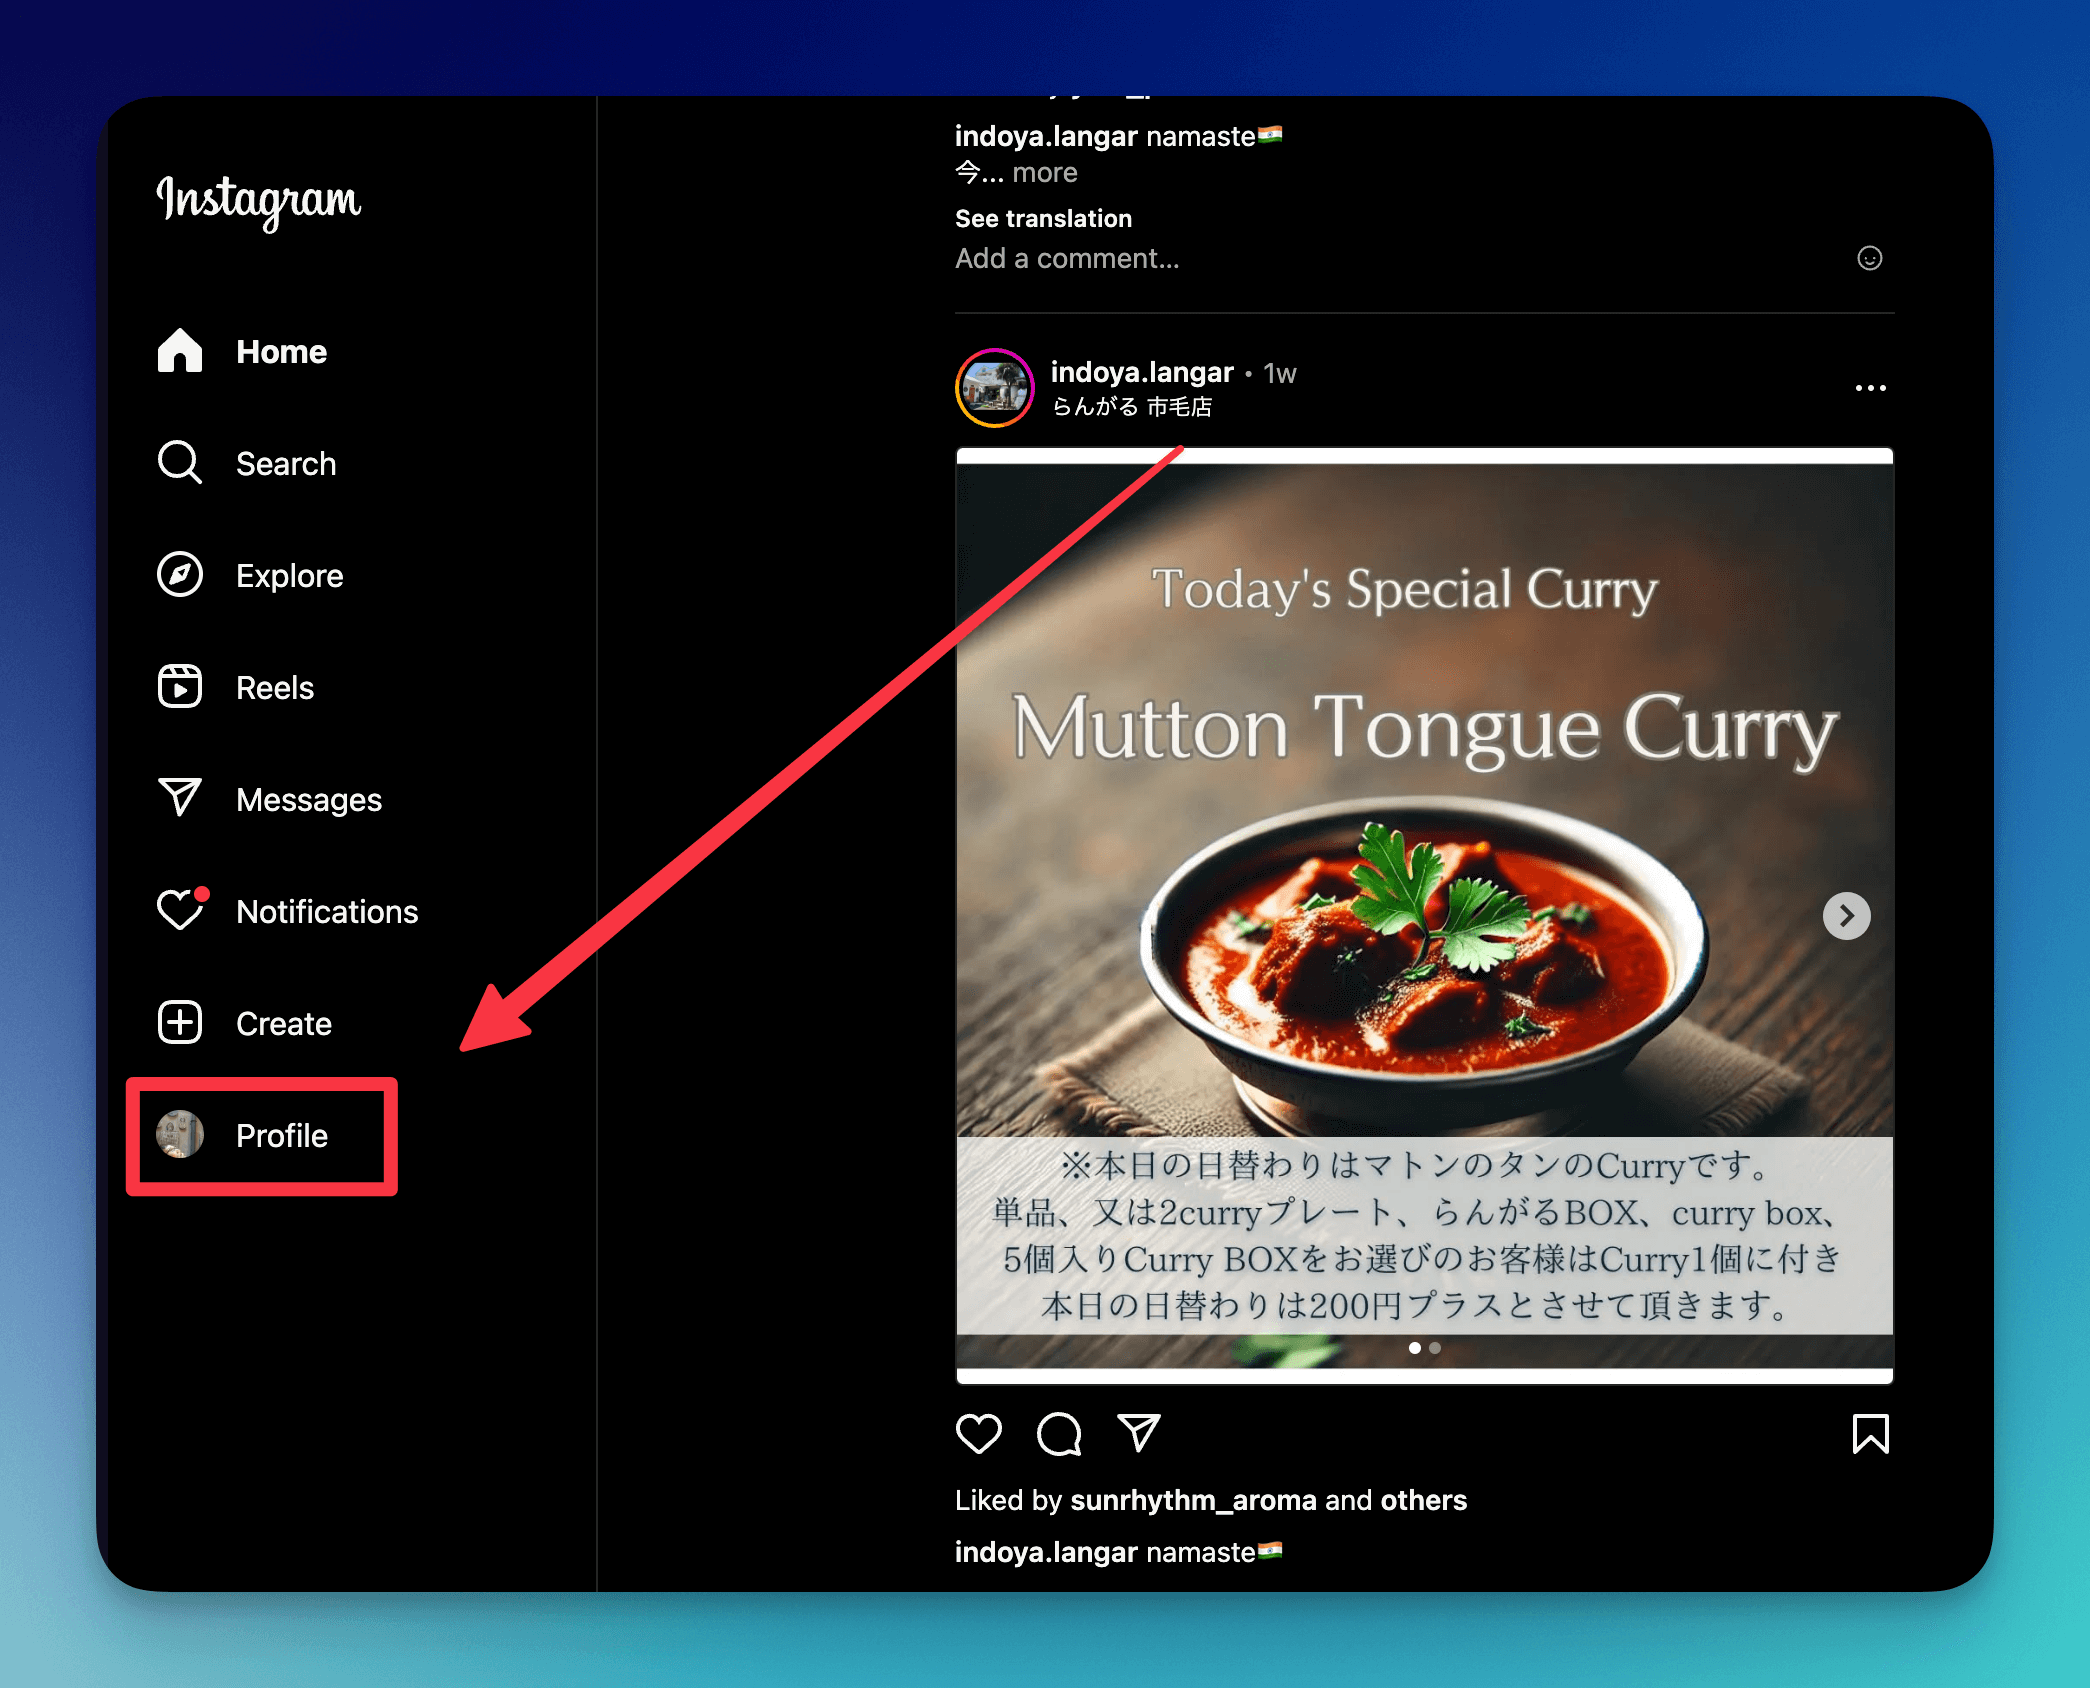 Instagram
Home
Search
Explore
Reels
Messages
Notifications
Create
Profile
indoya.langar namaste🇮🇳
今... more
See translation
Add a comment...
indoya.langar • 1w
らんがる 市毛店
Today's Special Curry
Mutton Tongue Curry
※本日の日替わりはマトンのタンのCurryです。
単品、又は2curryプレート、らんがるBOX、curry box、
5個入りCurry BOXをお選びのお客様はCurry1個に付き
本日の日替わりは200円プラスとさせて頂きます。
Liked by sunrhythm_aroma and others
indoya.langar namaste🇮🇳